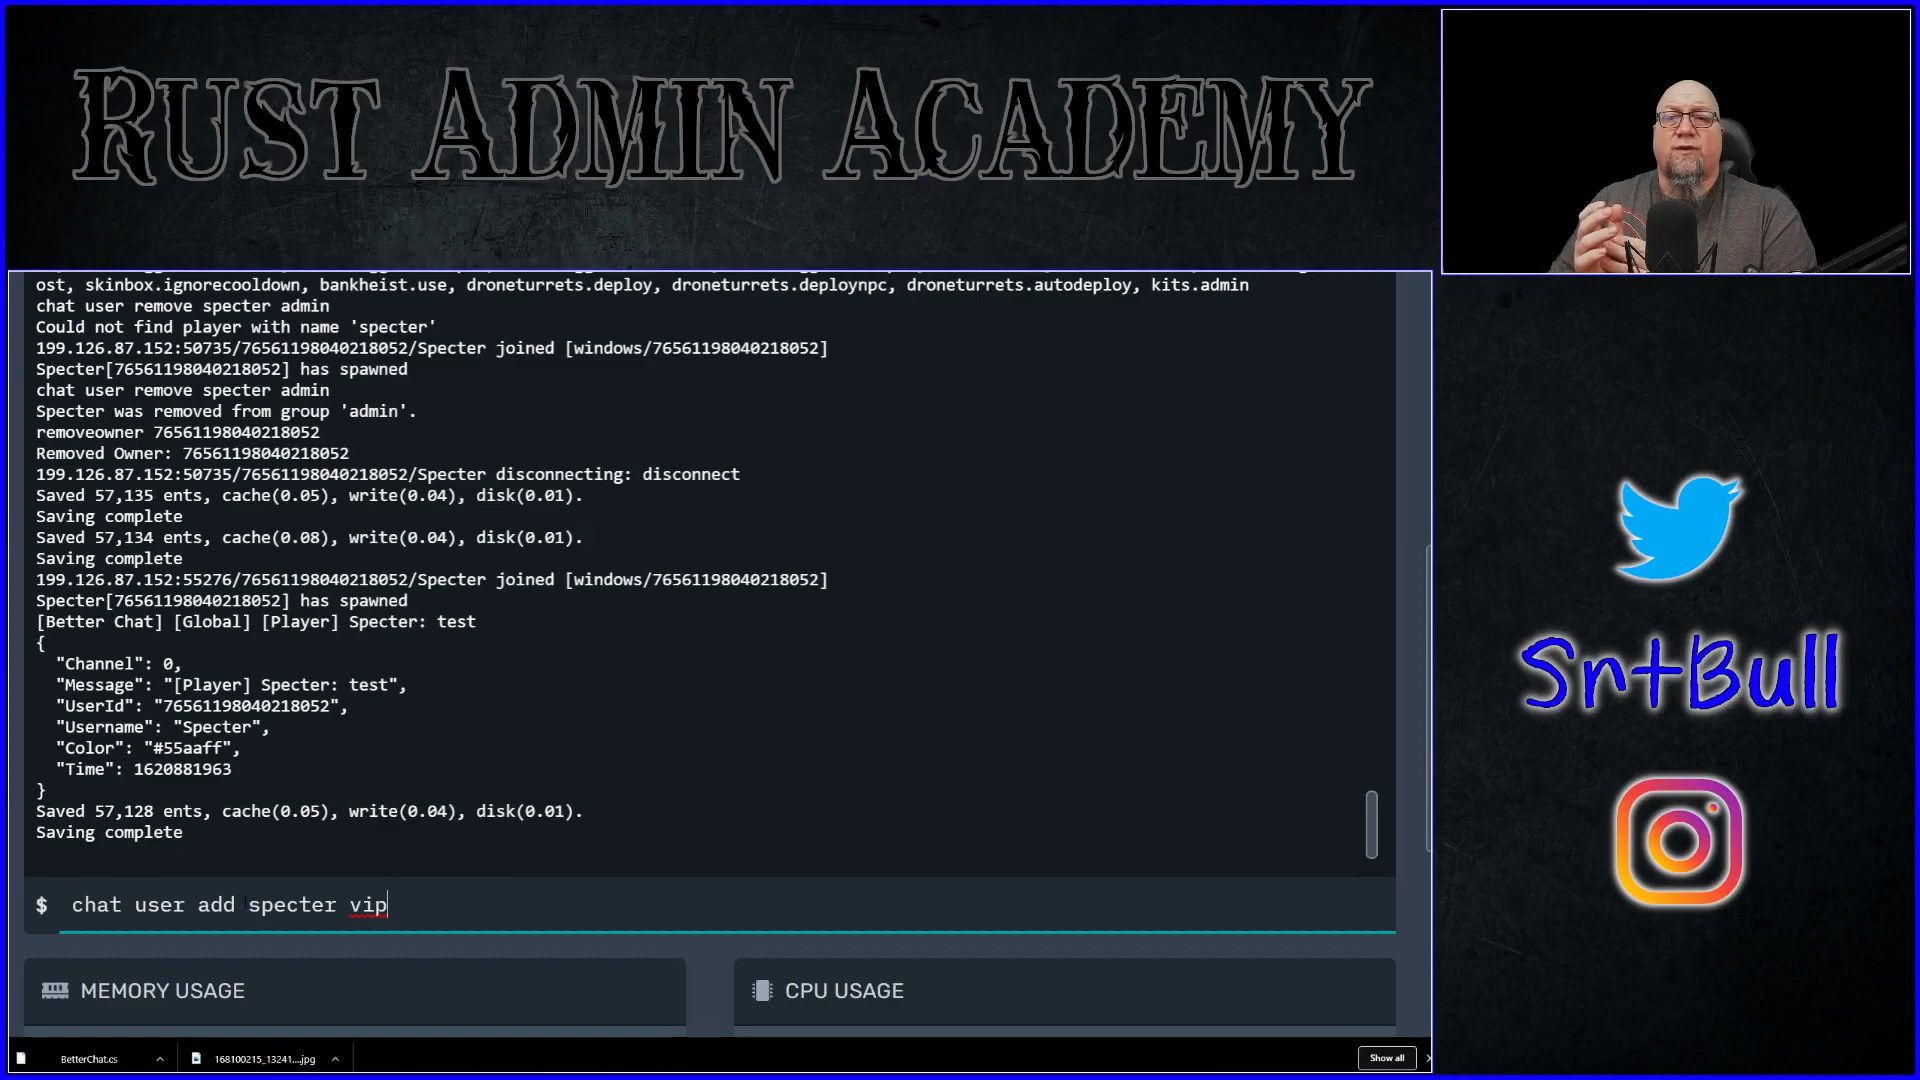 RUST ADMIN ACADEMY
ost, skinbox.ignorecooldown, bankheist.use, droneturrets.deploy, droneturrets.deploynpc, droneturrets.autodeploy, kits.admin
chat user remove specter admin
Could not find player with name 'specter'
199.126.87.152:50735/76561198040218052/Specter joined [windows/76561198040218052]
Specter[76561198040218052] has spawned
chat user remove specter admin
Specter was removed from group 'admin'.
removeowner 76561198040218052
Removed Owner: 76561198040218052
199.126.87.152:50735/76561198040218052/Specter disconnecting: disconnect
Saved 57,135 ents, cache(0.05), write(0.04), disk(0.01).
Saving complete
Saved 57,134 ents, cache(0.08), write(0.04), disk(0.01).
Saving complete
199.126.87.152:55276/76561198040218052/Specter joined [windows/76561198040218052]
Specter[76561198040218052] has spawned
[Better Chat] [Global] [Player] Specter: test
{
"Channel": 0,
"Message": "[Player] Specter: test",
"UserId": "76561198040218052",
"Username": "Specter",
"Color": "#55aaff",
"Time": 1620881963
}
Saved 57,128 ents, cache(0.05), write(0.04), disk(0.01).
Saving complete
$ chat user add specter vip
MEMORY USAGE
CPU USAGE
BetterChat.cs
168100215_13241....jpg
Show all
SntBull